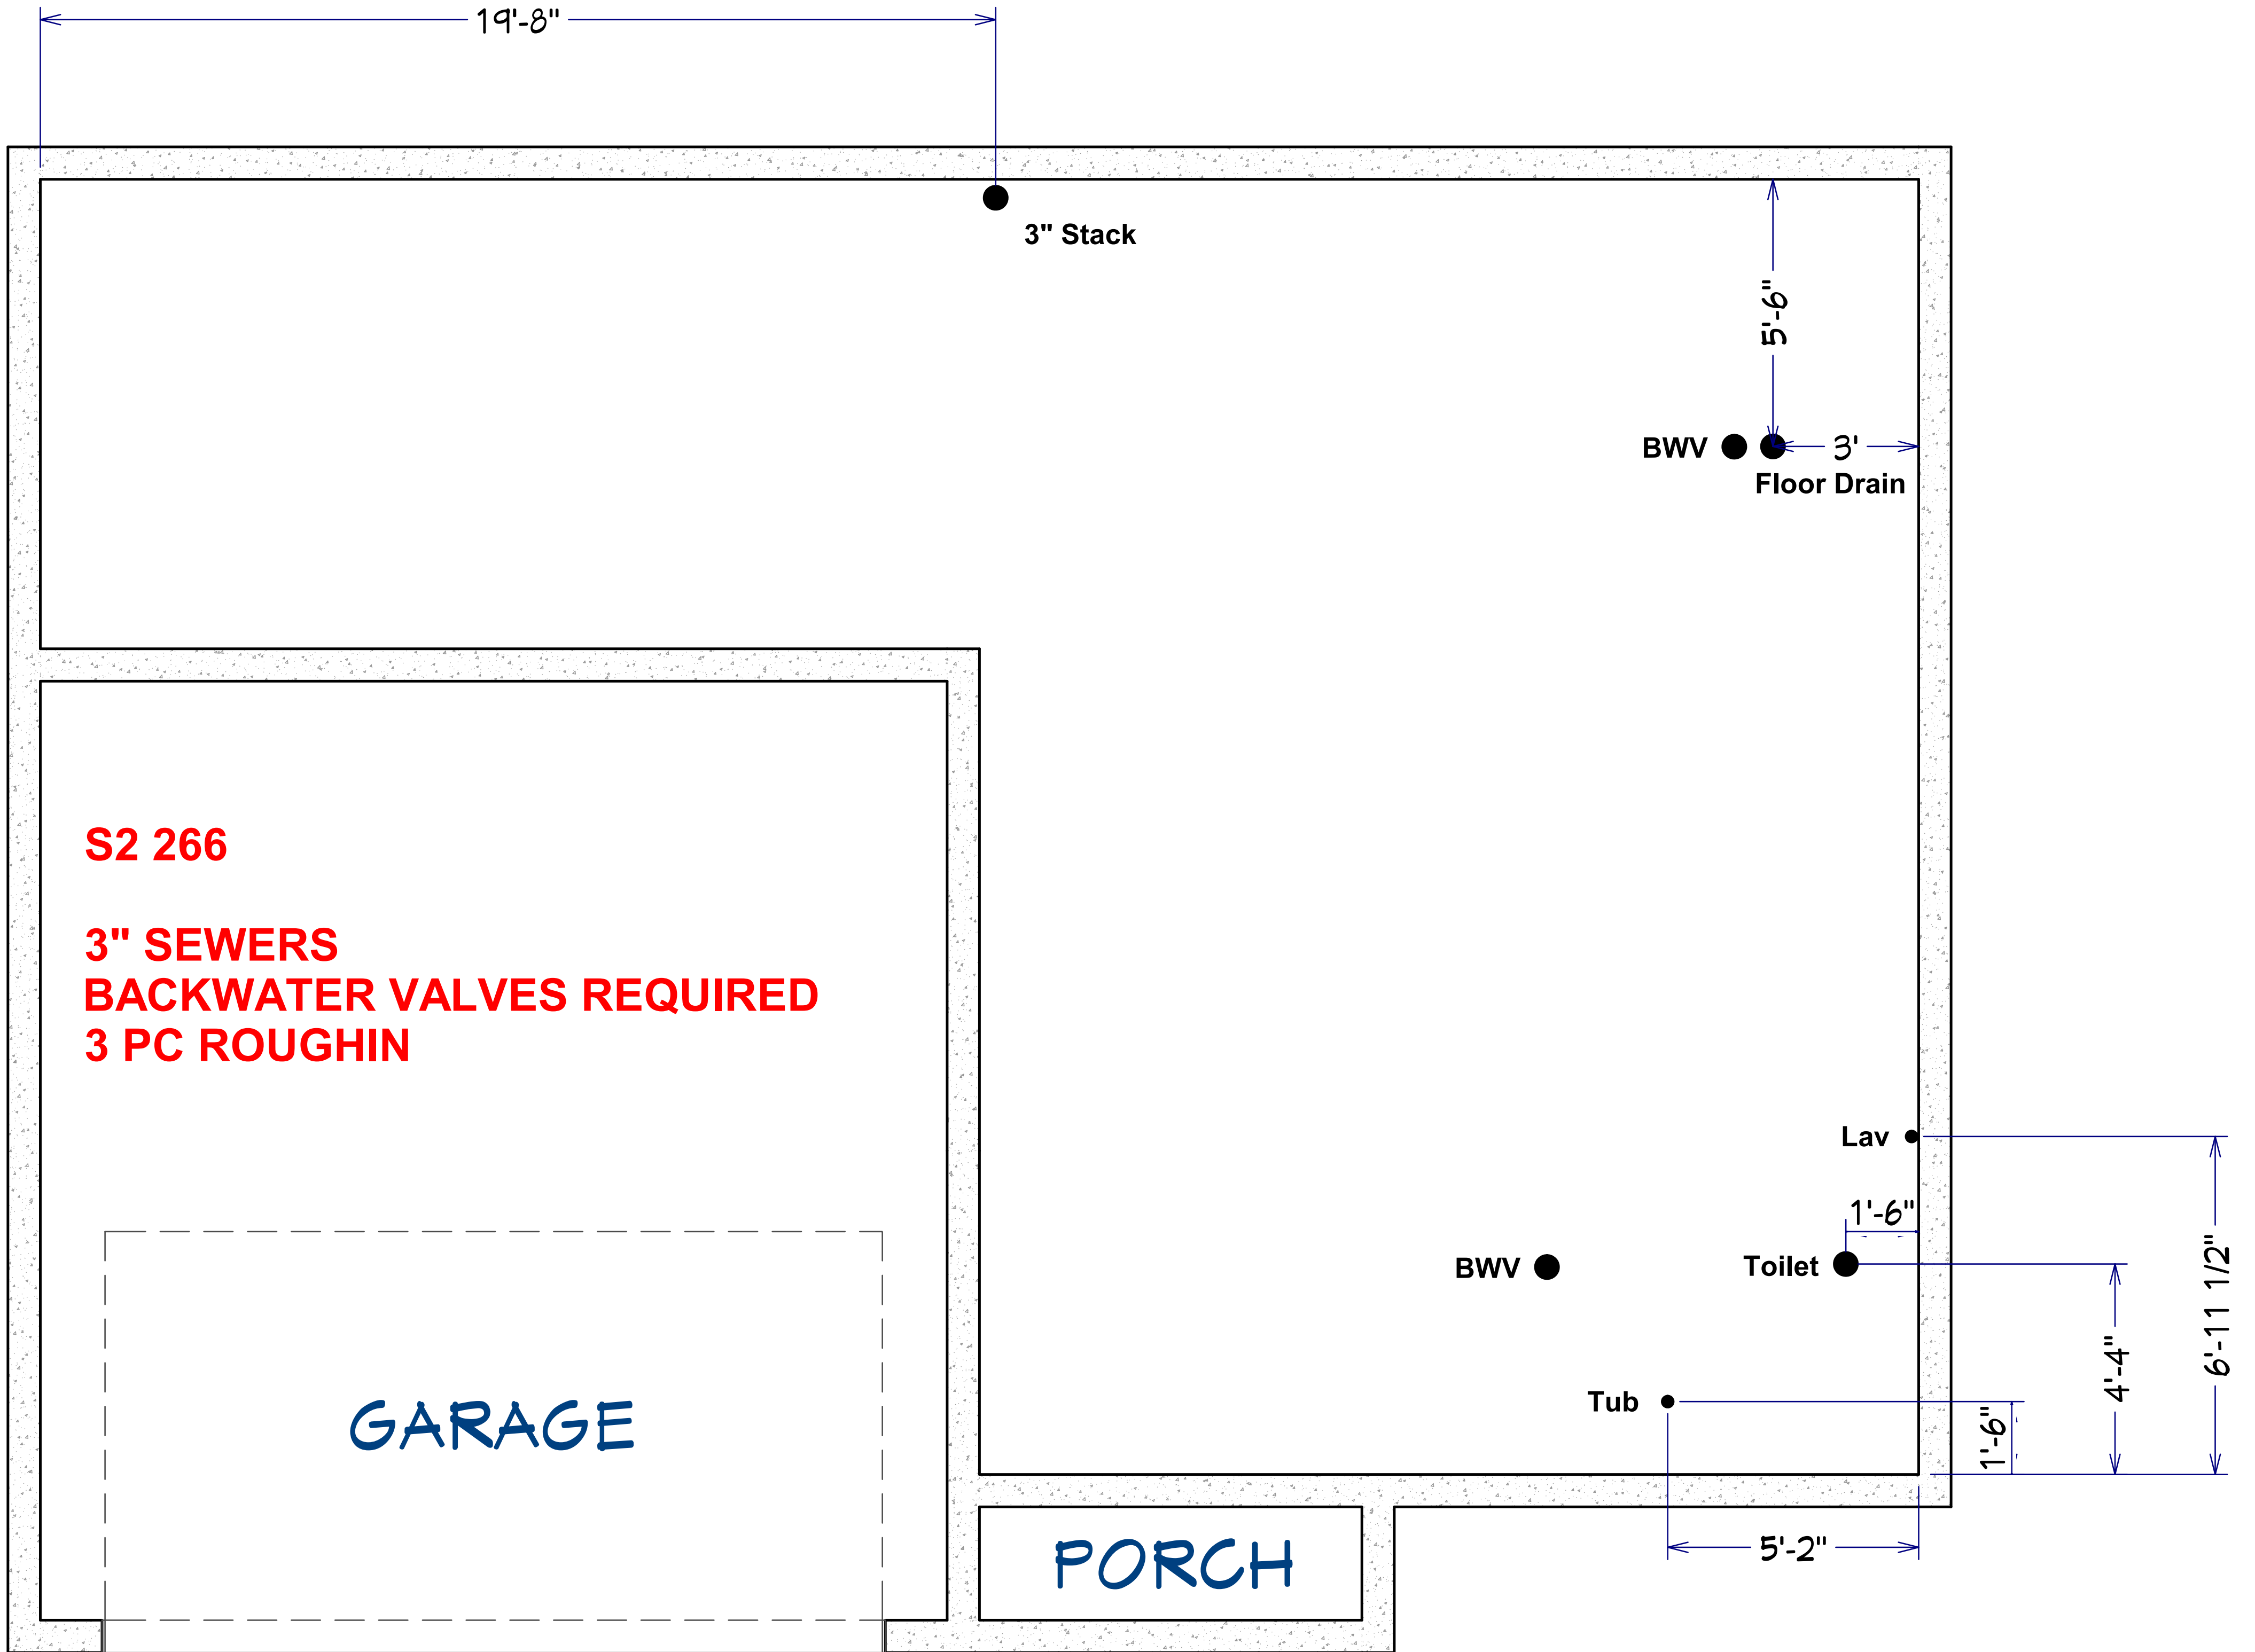 19'-8"
3" Stack
5'-6"
BWV
3'
Floor Drain
S2 266
3" SEWERS
BACKWATER VALVES REQUIRED
3 PC ROUGHIN
Lav
1'-6"
BWV
Toilet
6'-11 1/2"
4'-4"
Tub
1'-6"
GARAGE
PORCH
5'-2"